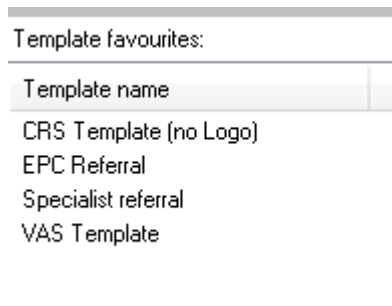 Template favourites:
Template name
CRS Template (no Logo)
EPC Referral
Specialist referral
VAS Template